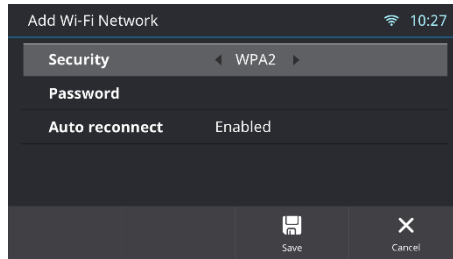 Add Wi-Fi Network 10:27
Security WPA2
Password
Auto reconnect Enabled
Save Cancel